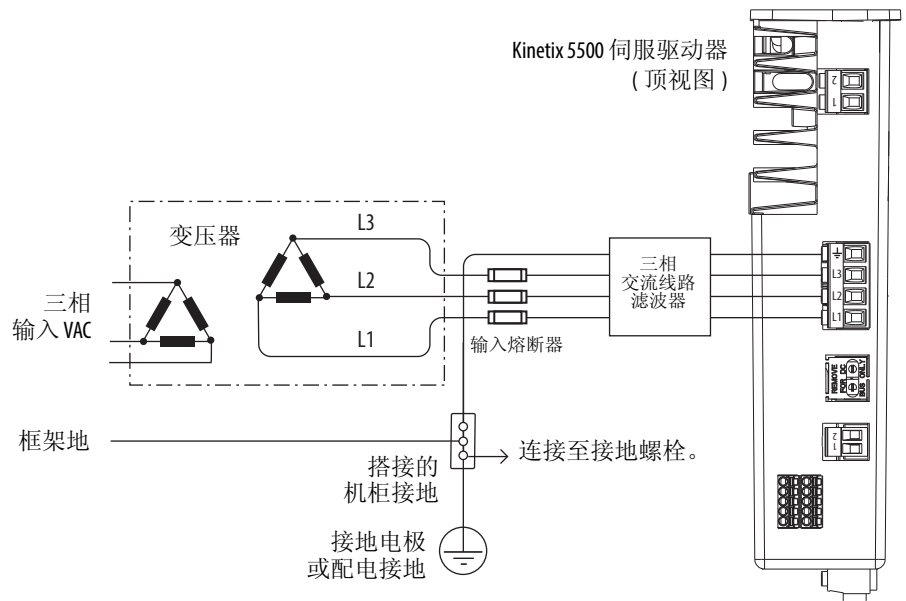 Kinetix 5500 伺服驱动器
( 顶视图 )
2
1
变压器
L3
L2
L1
三相
输入 VAC
三相
交流线路
滤波器
输入熔断器
L3
L2
L1
REMOVE
FOR DC
BUS ONLY
2
1
框架地
搭接的
机柜接地
连接至接地螺栓。
接地电极
或配电接地